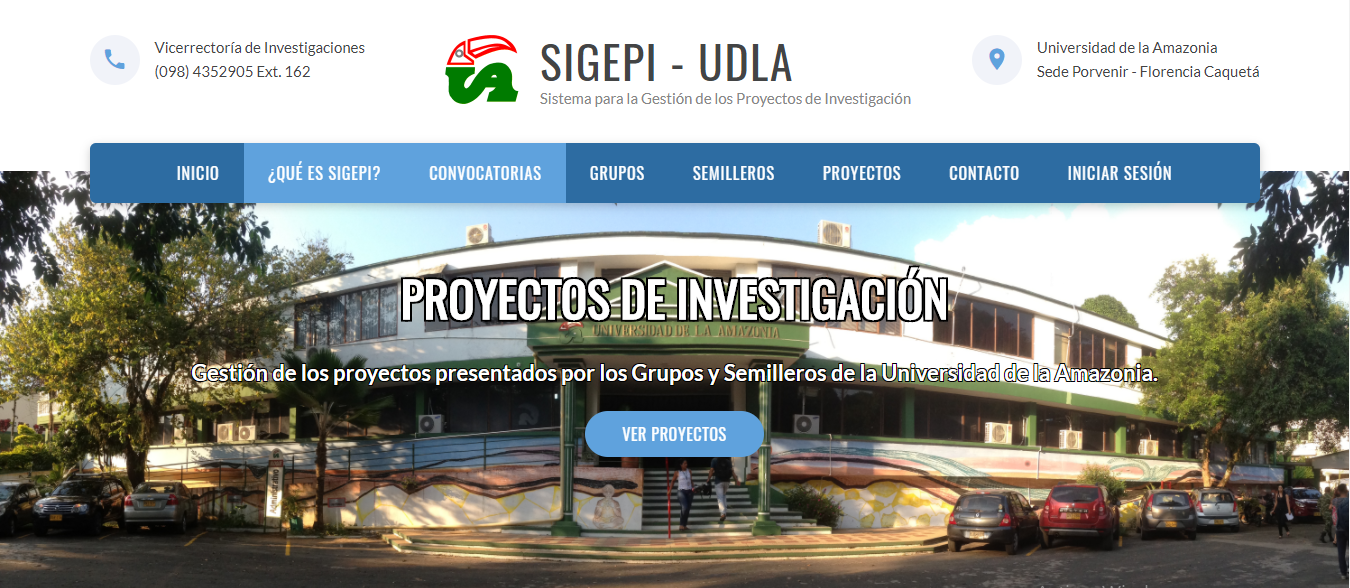 Vicerrectoría de Investigaciones
(098) 4352905 Ext. 162
SIGEPI - UDLA
Sistema para la Gestión de los Proyectos de Investigación
Universidad de la Amazonia
Sede Porvenir - Florencia Caquetá
INICIO ¿QUÉ ES SIGEPI? CONVOCATORIAS GRUPOS SEMILLEROS PROYECTOS CONTACTO INICIAR SESIÓN
PROYECTOS DE INVESTIGACIÓN
UNIVERSIDAD DE LA AMAZONIA
Gestión de los proyectos presentados por los Grupos y Semilleros de la Universidad de la Amazonia.
VER PROYECTOS
Administrativo